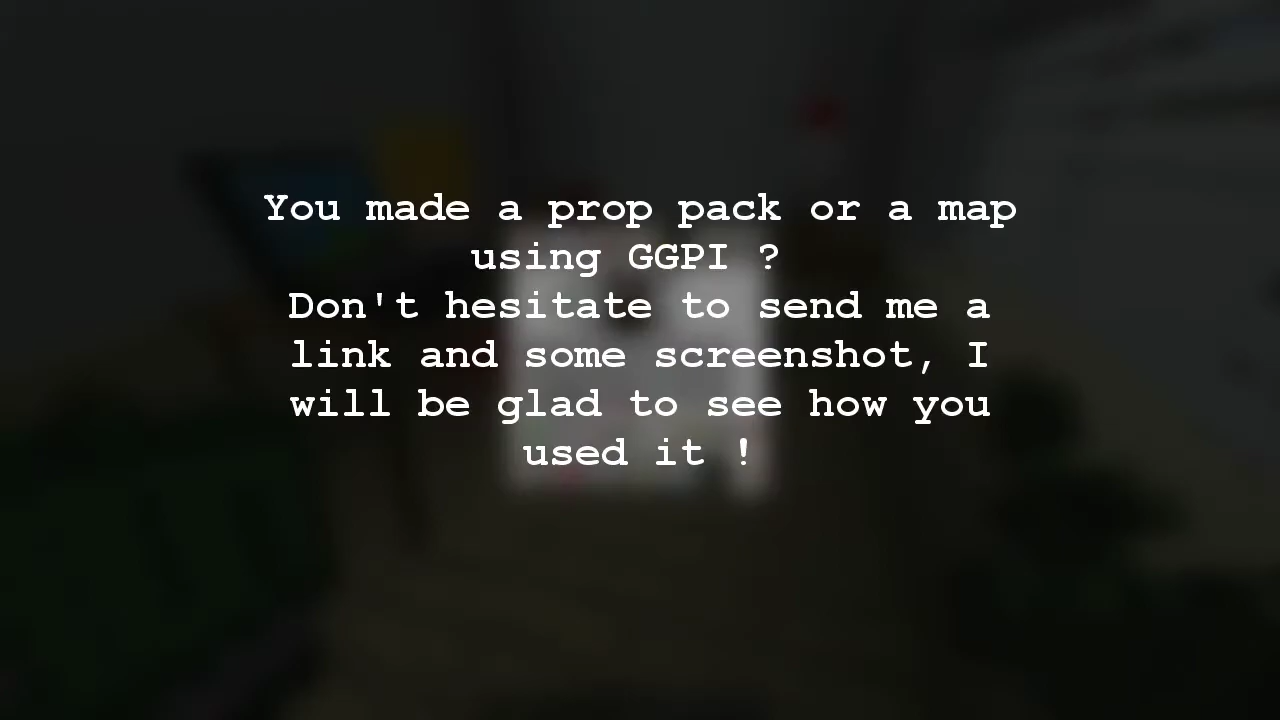 You made a prop pack or a map
using GGPI ?
Don't hesitate to send me a
link and some screenshot, I
will be glad to see how you
used it !